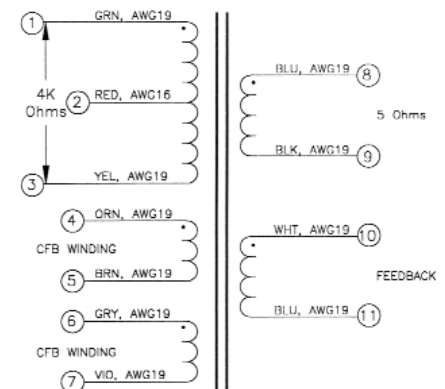 1
GRN, AWG19
4K
Ohms
2
RED, AWG16
3
YEL, AWG19
4
ORN, AWG19
CFB WINDING
5
BRN, AWG19
6
GRY, AWG19
CFB WINDING
7
VIO, AWG19
BLU, AWG19
8
5 Ohms
BLK, AWG19
9
WHT, AWG19
10
FEEDBACK
BLU, AWG19
11